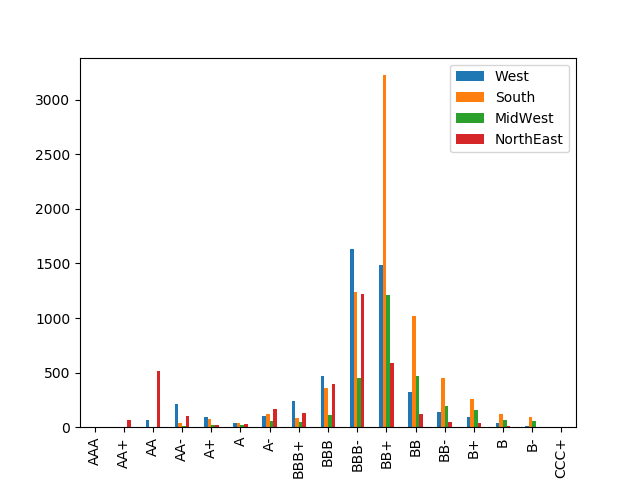 West
South
MidWest
NorthEast
3000
2500
2000
1500
1000
500
0
AAA
AA+
AA
AA-
A+
A
A-
BBB+
BBB
BBB-
BB+
BB
BB-
B+
B
B-
CCC+